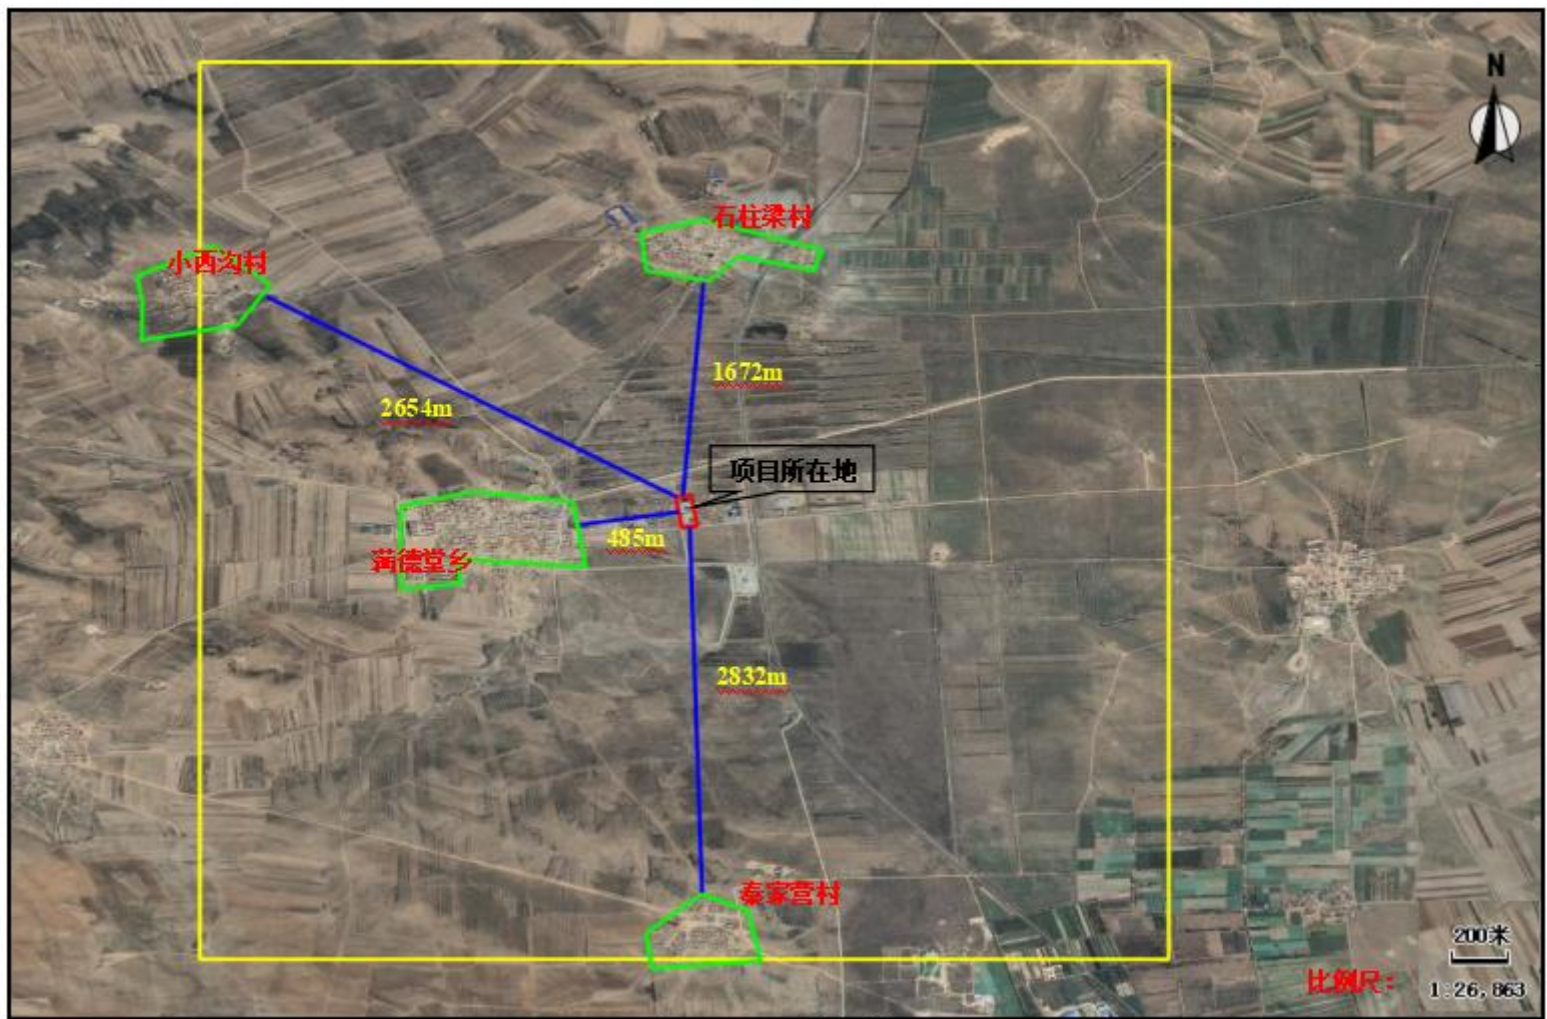 N
石柱梁村
小西沟村
1672m
2654m
项目所在地
485m
满德堂乡
2832m
秦家营村
200米
比例尺：
1:26,863